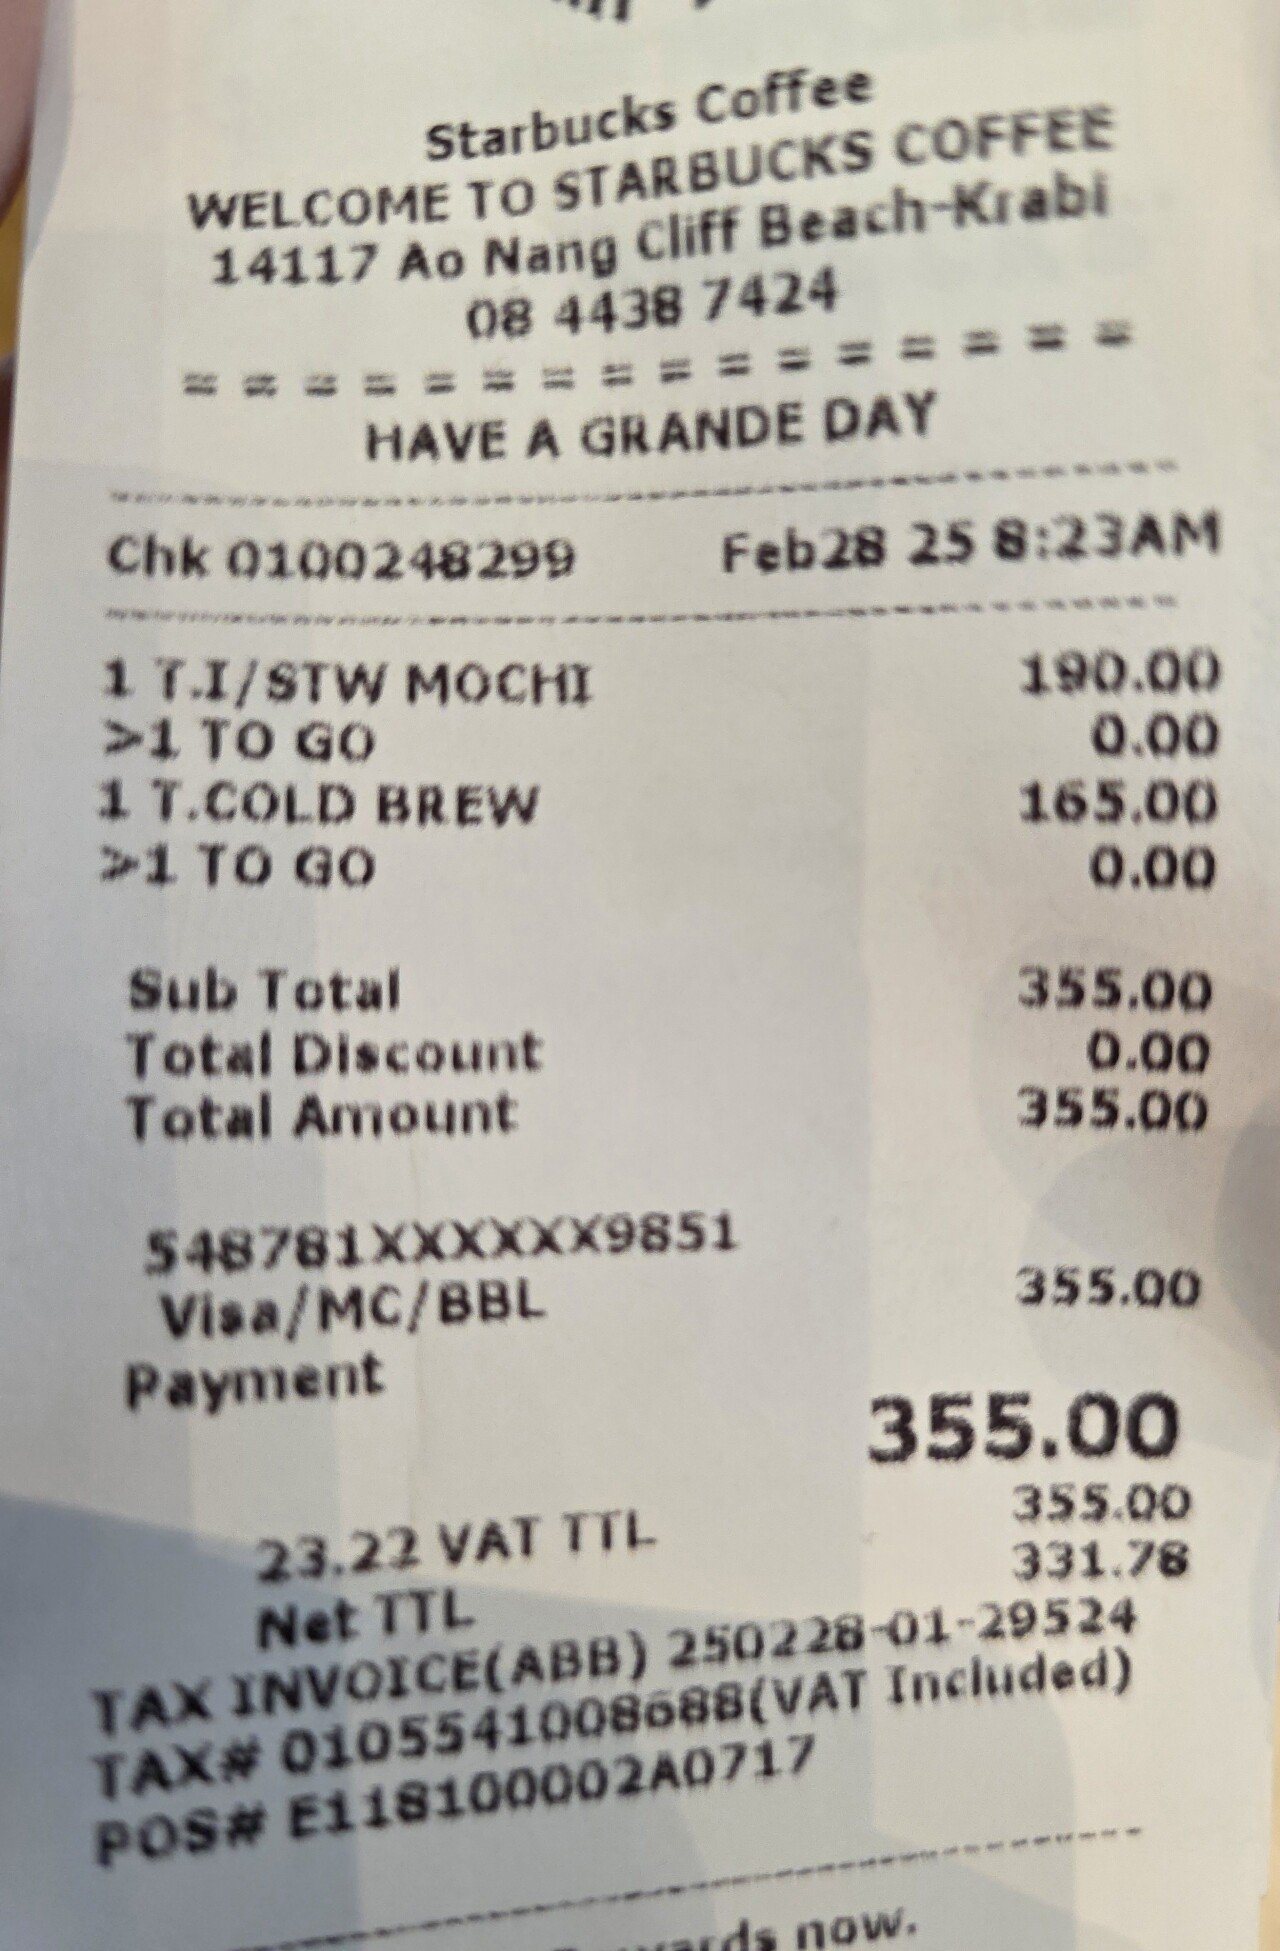 Starbucks Coffee
WELCOME TO STARBUCKS COFFEE
14117 Ao Nang Cliff Beach-Krabi
08 4438 7424
= = = = = = = = = = = = = = = =
HAVE A GRANDE DAY
Chk 0100248299 Feb28 25 8:23AM
1 T.I/STW MOCHI 190.00
>1 TO GO 0.00
1 T.COLD BREW 165.00
>1 TO GO 0.00
Sub Total 355.00
Total Discount 0.00
Total Amount 355.00
548781XXXXXX9851
Visa/MC/BBL 355.00
Payment
355.00
23.22 VAT TTL 355.00
Net TTL 331.78
TAX INVOICE(ABB) 250228-01-29524
TAX# 0105541008688(VAT Included)
POS# E118100002A0717
now.